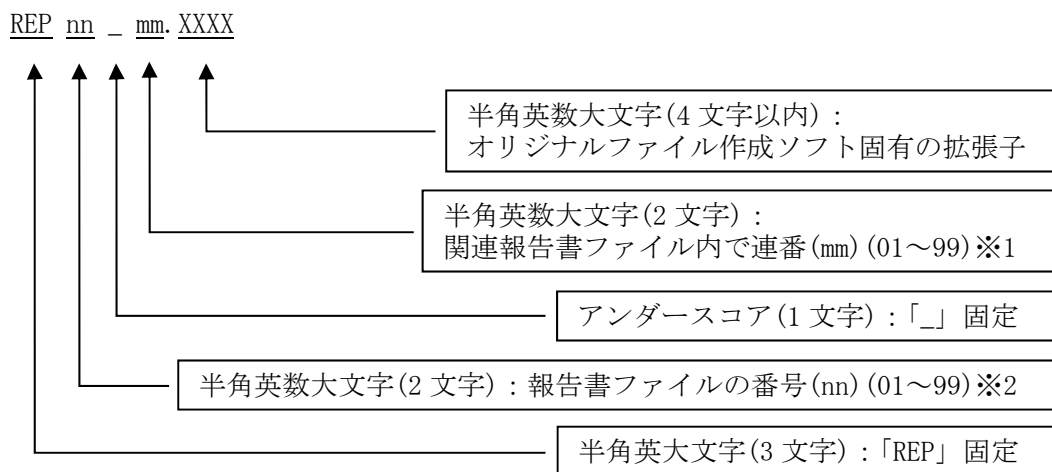 REP nn _ mm.XXXX
半角英数大文字(4文字以内)：
オリジナルファイル作成ソフト固有の拡張子
半角英数大文字(2文字)：
関連報告書ファイル内で連番(mm)(01～99)※1
アンダースコア(1文字)：「_」固定
半角英数大文字(2文字)：報告書ファイルの番号(nn)(01～99)※2
半角英大文字(3文字)：「REP」固定